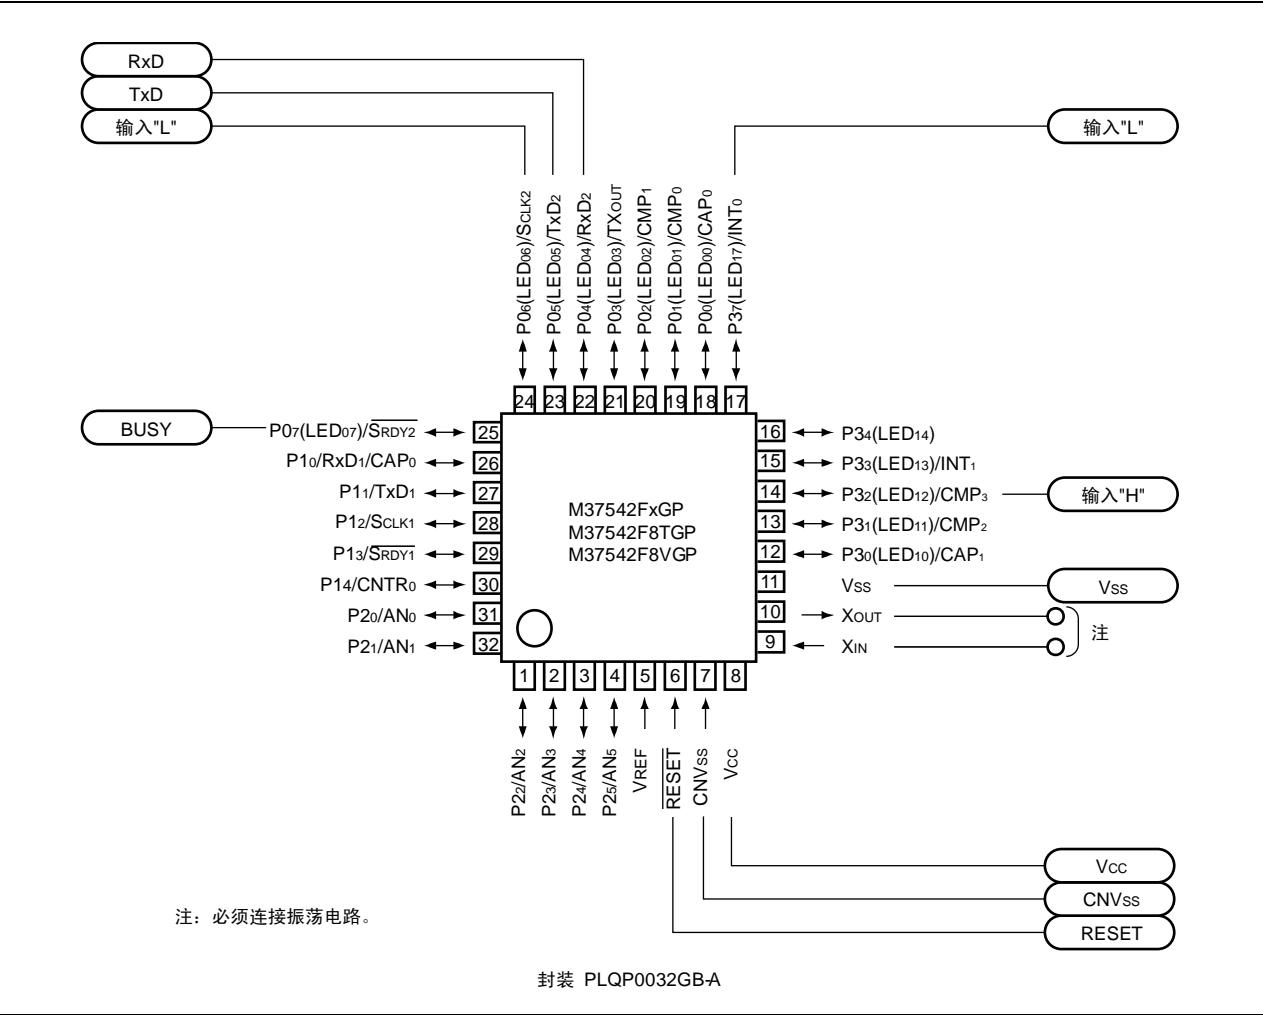 RxD
TxD
输入"L"
输入"L"
P06(LED06)/SCLK2
P05(LED05)/TxD2
P04(LED04)/RxD2
P03(LED03)/TXOUT
P02(LED02)/CMP1
P01(LED01)/CMP0
P00(LED00)/CAP0
P37(LED17)/INT0
24 23 22 21 20 19 18 17
BUSY
P07(LED07)/SRDY2 25
P10/RxD1/CAP0 26
P11/TxD1 27
P12/SCLK1 28
P13/SRDY1 29
P14/CNTR0 30
P20/AN0 31
P21/AN1 32
M37542FxGP
M37542F8TGP
M37542F8VGP
16 P34(LED14)
15 P33(LED13)/INT1
14 P32(LED12)/CMP3 输入"H"
13 P31(LED11)/CMP2
12 P30(LED10)/CAP1
11 Vss Vss
10 XOUT
9 XIN
注
1 2 3 4 5 6 7 8
P22/AN2
P23/AN3
P24/AN4
P25/AN5
VREF
RESET
CNVss
Vcc
Vcc
CNVss
RESET
注：必须连接振荡电路。
封装 PLQP0032GB-A